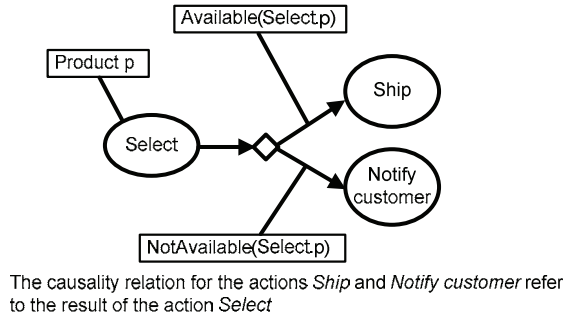 Available(Select.p)
Product p
Ship
Select
Notify
customer
NotAvailable(Select.p)
The causality relation for the actions Ship and Notify customer refer
to the result of the action Select